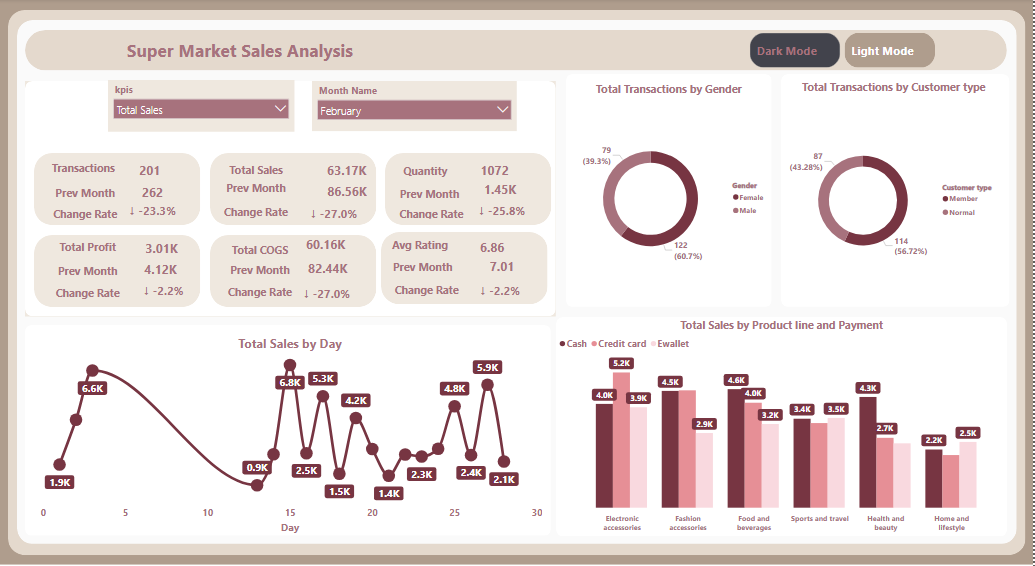 Super Market Sales Analysis
Dark Mode
Light Mode
kpis
Total Sales
Month Name
February
Transactions 201
Prev Month 262
Change Rate ↓ -23.3%
Total Sales 63.17K
Prev Month 86.56K
Change Rate ↓ -27.0%
Quantity 1072
Prev Month 1.45K
Change Rate ↓ -25.8%
Total Profit 3.01K
Prev Month 4.12K
Change Rate ↓ -2.2%
Total COGS 60.16K
Prev Month 82.44K
Change Rate ↓ -27.0%
Avg Rating 6.86
Prev Month 7.01
Change Rate ↓ -2.2%
Total Transactions by Gender
79
(39.3%)
122
(60.7%)
Gender
Female
Male
Total Transactions by Customer type
87
(43.28%)
114
(56.72%)
Customer type
Member
Normal
Total Sales by Day
1.9K
6.6K
0.9K
6.8K
2.5K
5.3K
1.5K
4.2K
1.4K
2.3K
4.8K
2.4K
5.9K
2.1K
0 5 10 15 20 25 30
Day
Total Sales by Product line and Payment
Cash Credit card Ewallet
4.0K 5.2K 3.9K
4.5K 2.9K
4.6K 4.0K 3.2K
3.4K 3.5K
4.3K 2.7K
2.2K 2.5K
Electronic
accessories
Fashion
accessories
Food and
beverages
Sports and travel
Health and
beauty
Home and
lifestyle